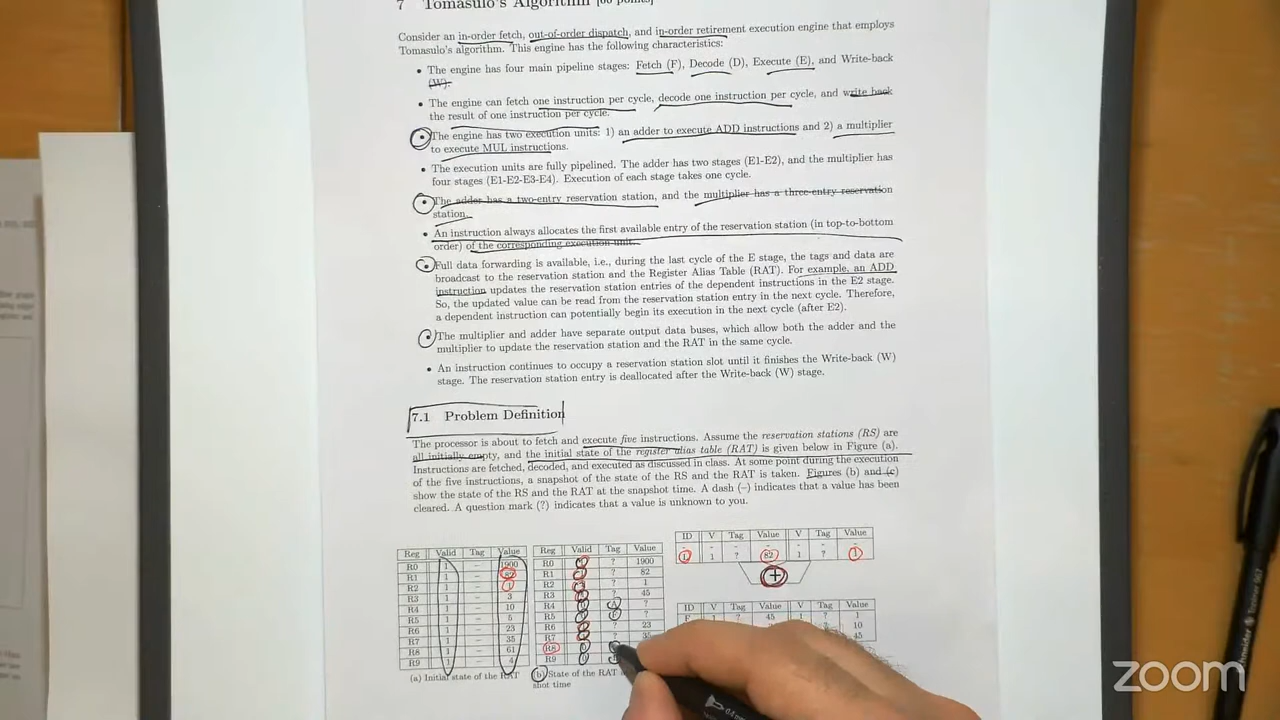 7 Tomasulo's Algorithm [60 points]
Consider an in-order fetch, out-of-order dispatch, and in-order retirement execution engine that employs
Tomasulo's algorithm. This engine has the following characteristics:
• The engine has four main pipeline stages: Fetch (F), Decode (D), Execute (E), and Write-back
(W).
• The engine can fetch one instruction per cycle, decode one instruction per cycle, and write back
the result of one instruction per cycle.
• The engine has two execution units: 1) an adder to execute ADD instructions and 2) a multiplier
to execute MUL instructions.
• The execution units are fully pipelined. The adder has two stages (E1-E2), and the multiplier has
four stages (E1-E2-E3-E4). Execution of each stage takes one cycle.
• The adder has a two-entry reservation station, and the multiplier has a three-entry reservation
station.
• An instruction always allocates the first available entry of the reservation station (in top-to-bottom
order) of the corresponding execution unit.
• Full data forwarding is available, i.e., during the last cycle of the E stage, the tags and data are
broadcast to the reservation station and the Register Alias Table (RAT). For example, an ADD
instruction updates the reservation station entries of the dependent instructions in the E2 stage.
So, the updated value can be read from the reservation station entry in the next cycle. Therefore,
a dependent instruction can potentially begin its execution in the next cycle (after E2).
• The multiplier and adder have separate output data buses, which allow both the adder and the
multiplier to update the reservation station and the RAT in the same cycle.
• An instruction continues to occupy a reservation station slot until it finishes the Write-back (W)
stage. The reservation station entry is deallocated after the Write-back (W) stage.
7.1 Problem Definition
The processor is about to fetch and execute five instructions. Assume the reservation stations (RS) are
all initially empty, and the initial state of the register alias table (RAT) is given below in Figure (a).
Instructions are fetched, decoded, and executed as discussed in class. At some point during the execution
of the five instructions, a snapshot of the state of the RS and the RAT is taken. Figures (b) and (c)
show the state of the RS and the RAT at the snapshot time. A dash (–) indicates that a value has been
cleared. A question mark (?) indicates that a value is unknown to you.
Reg Valid Tag Value
R0 1 – 1900
R1 1 – 82
R2 1 – 1
R3 1 – 3
R4 1 – 10
R5 1 – 5
R6 1 – 23
R7 1 – 35
R8 1 – 61
R9 1 – 4
(a) Initial state of the RAT
Reg Valid Tag Value
R0 ? 1900
R1 ? 82
R2 ? 1
R3 ? 45
R4 ?
R5 ?
R6 ? 23
R7 ? 35
R8
R9
(b) State of the RAT
shot time
ID V Tag Value V Tag Value
- - -
1 ? 82 1 ? 1
+
ID V Tag Value V Tag Value
1 ? 45 1 ? 1
? 10
45
zoom